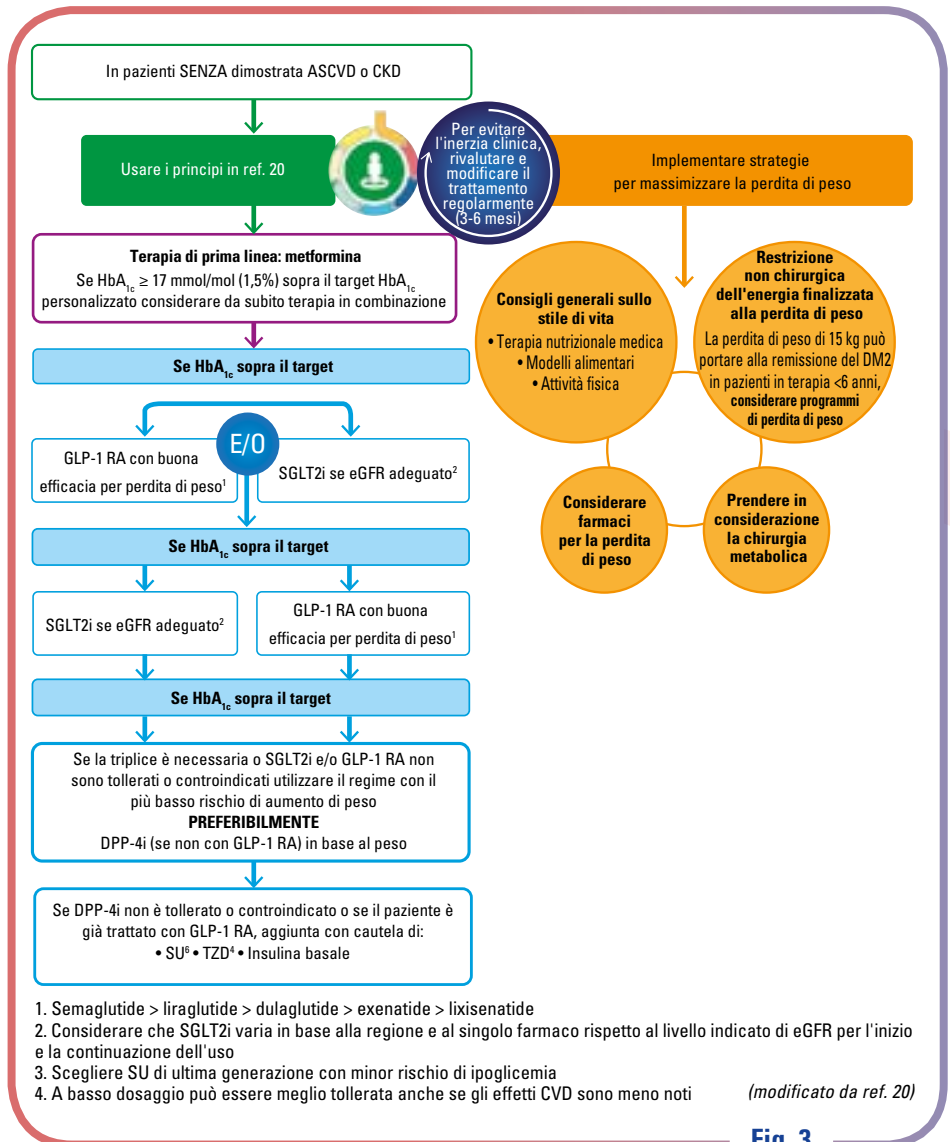 In pazienti SENZA dimostrata ASCVD o CKD
Usare i principi in ref. 20
Per evitare
l'inerzia clinica,
rivalutare e
modificare il
trattamento
regolarmente
(3-6 mesi)
Implementare strategie
per massimizzare la perdita di peso
Terapia di prima linea: metformina
Se HbA1c ≥ 17 mmol/mol (1,5%) sopra il target HbA1c
personalizzato considerare da subito terapia in combinazione
Se HbA1c sopra il target
E/O
GLP-1 RA con buona
efficacia per perdita di peso¹
SGLT2i se eGFR adeguato²
Se HbA1c sopra il target
SGLT2i se eGFR adeguato²
GLP-1 RA con buona
efficacia per perdita di peso¹
Se HbA1c sopra il target
Se la triplice è necessaria o SGLT2i e/o GLP-1 RA non
sono tollerati o controindicati utilizzare il regime con il
più basso rischio di aumento di peso
PREFERIBILMENTE
DPP-4i (se non con GLP-1 RA) in base al peso
Se DPP-4i non è tollerato o controindicato o se il paziente è
già trattato con GLP-1 RA, aggiunta con cautela di:
• SU⁶ • TZD⁴ • Insulina basale
Consigli generali sullo
stile di vita
• Terapia nutrizionale medica
• Modelli alimentari
• Attività fisica
Restrizione
non chirurgica
dell'energia finalizzata
alla perdita di peso
La perdita di peso di 15 kg può
portare alla remissione del DM2
in pazienti in terapia <6 anni,
considerare programmi
di perdita di peso
Considerare
farmaci
per la perdita
di peso
Prendere in
considerazione
la chirurgia
metabolica
1. Semaglutide > liraglutide > dulaglutide > exenatide > lixisenatide
2. Considerare che SGLT2i varia in base alla regione e al singolo farmaco rispetto al livello indicato di eGFR per l'inizio
e la continuazione dell'uso
3. Scegliere SU di ultima generazione con minor rischio di ipoglicemia
4. A basso dosaggio può essere meglio tollerata anche se gli effetti CVD sono meno noti
(modificato da ref. 20)
Fig. 3